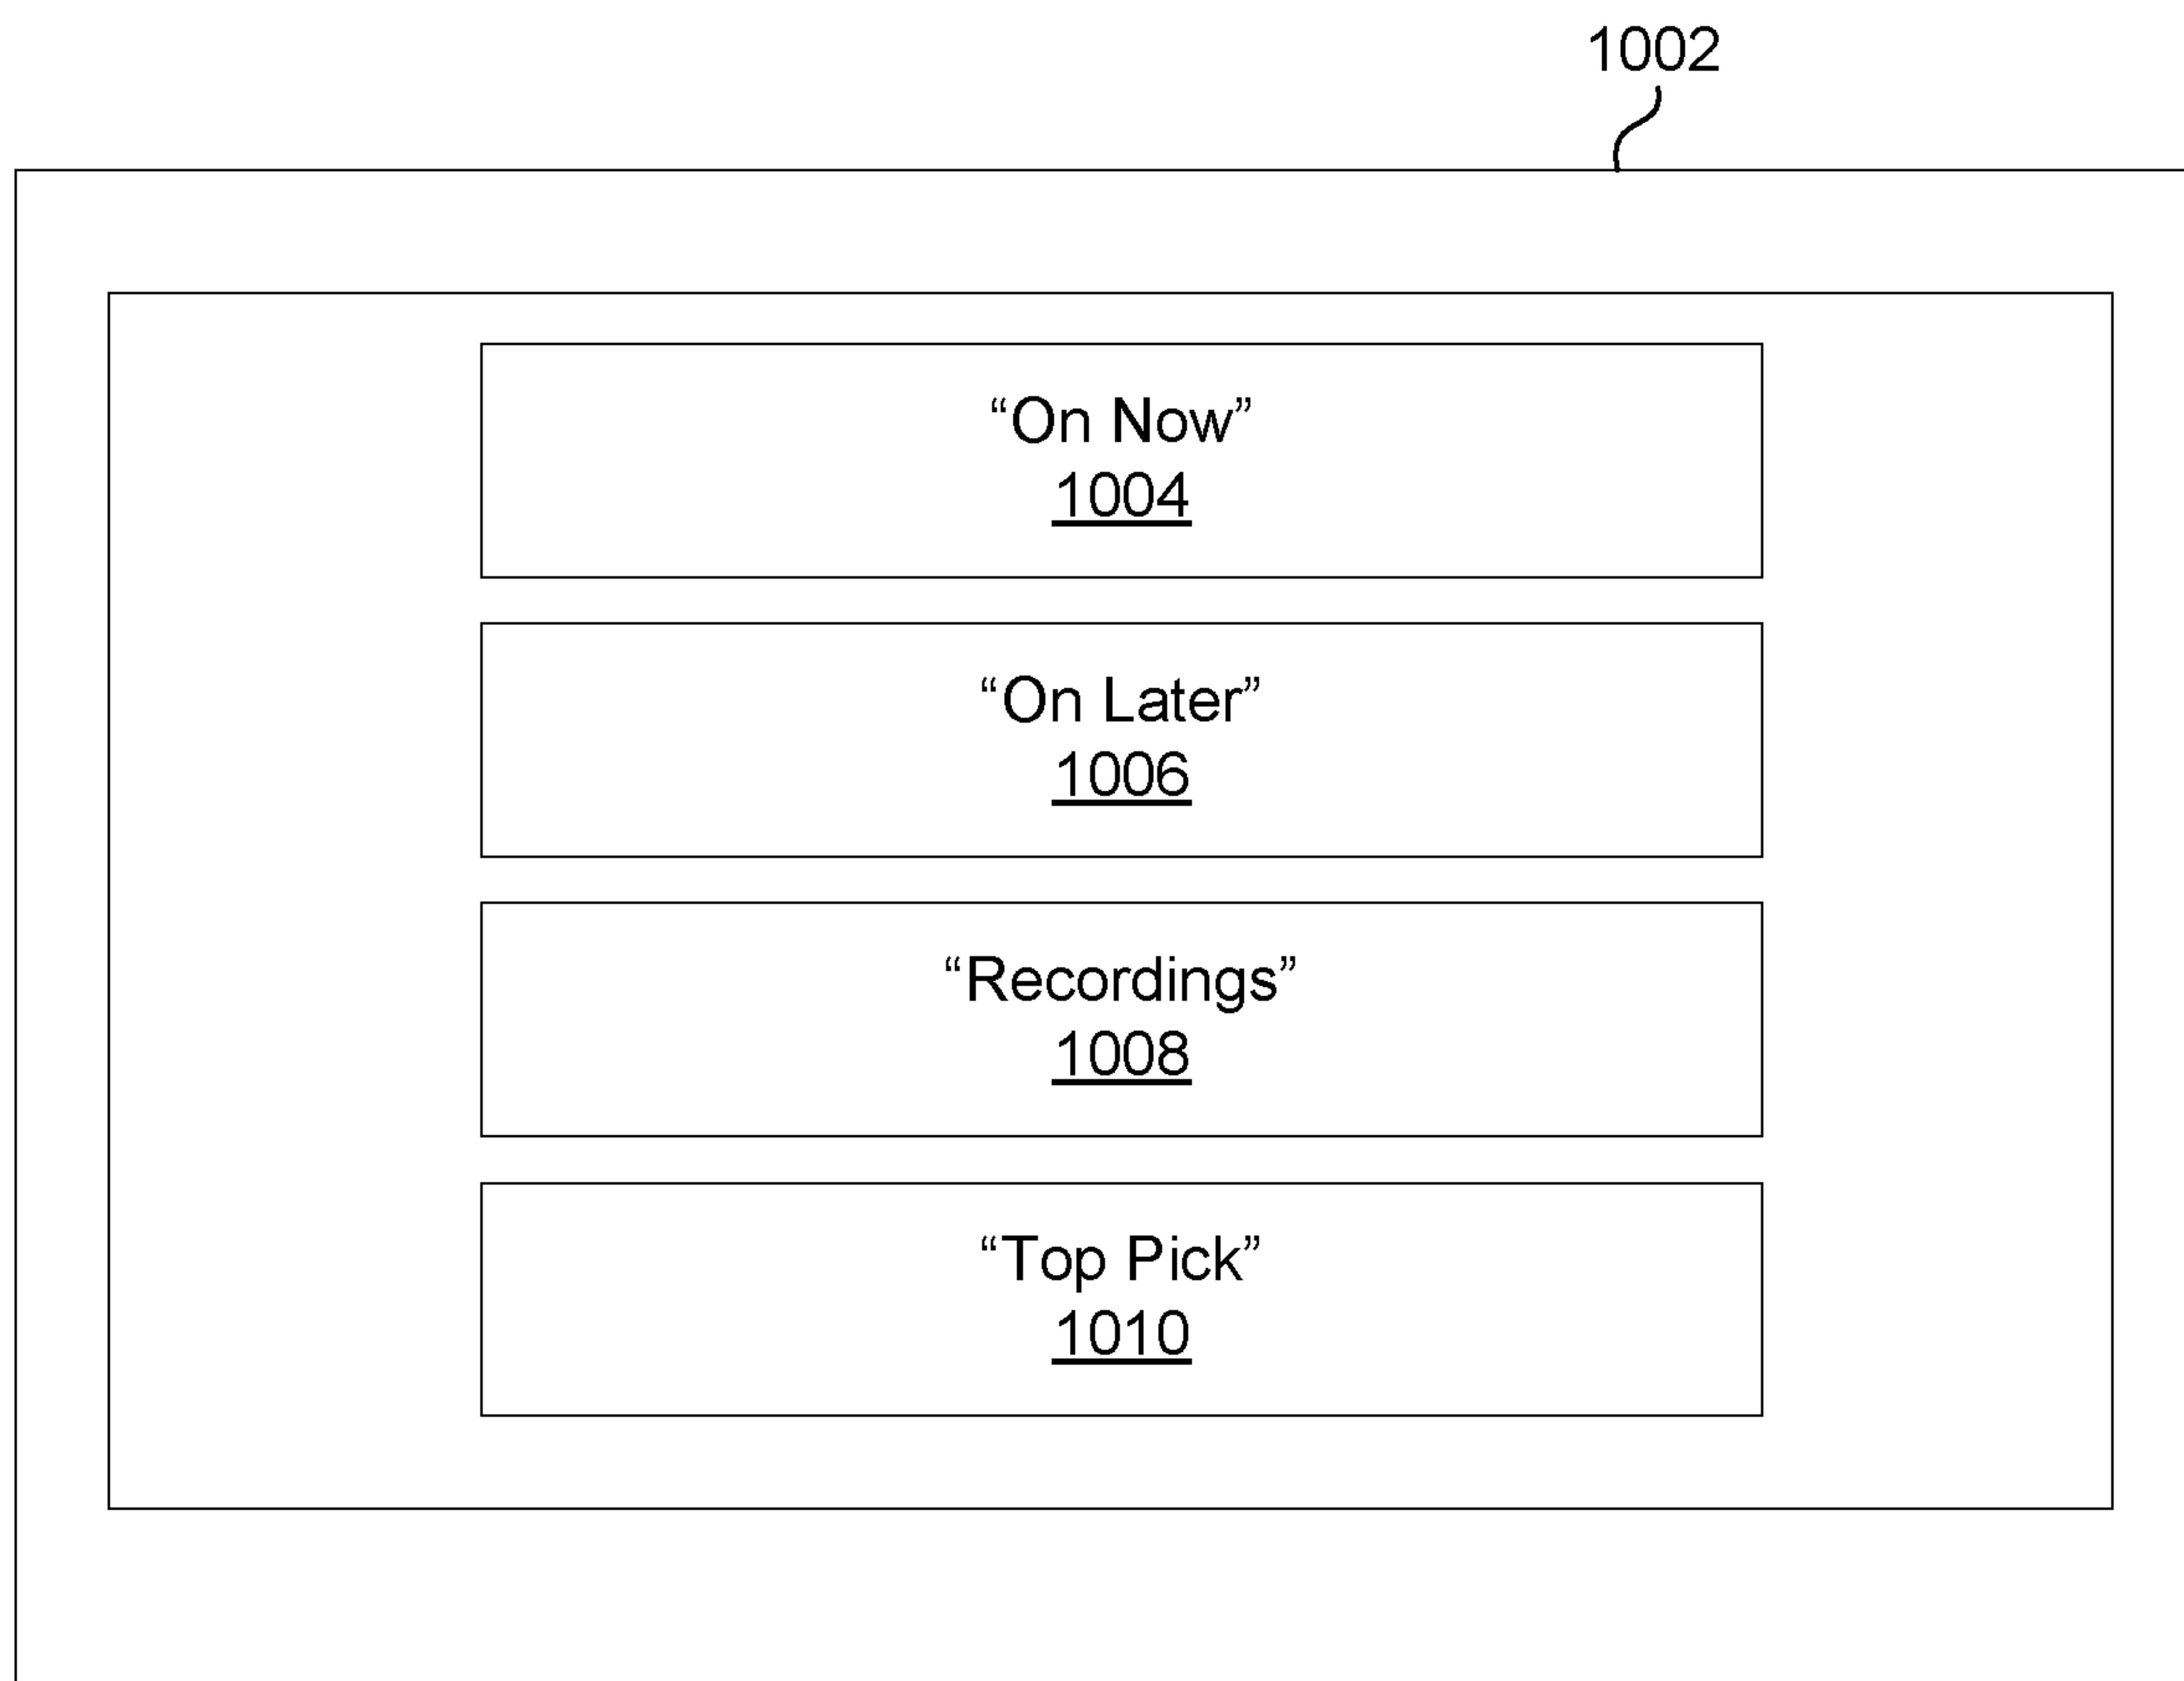 1002
“On Now”
1004
“On Later”
1006
“Recordings”
1008
“Top Pick”
1010